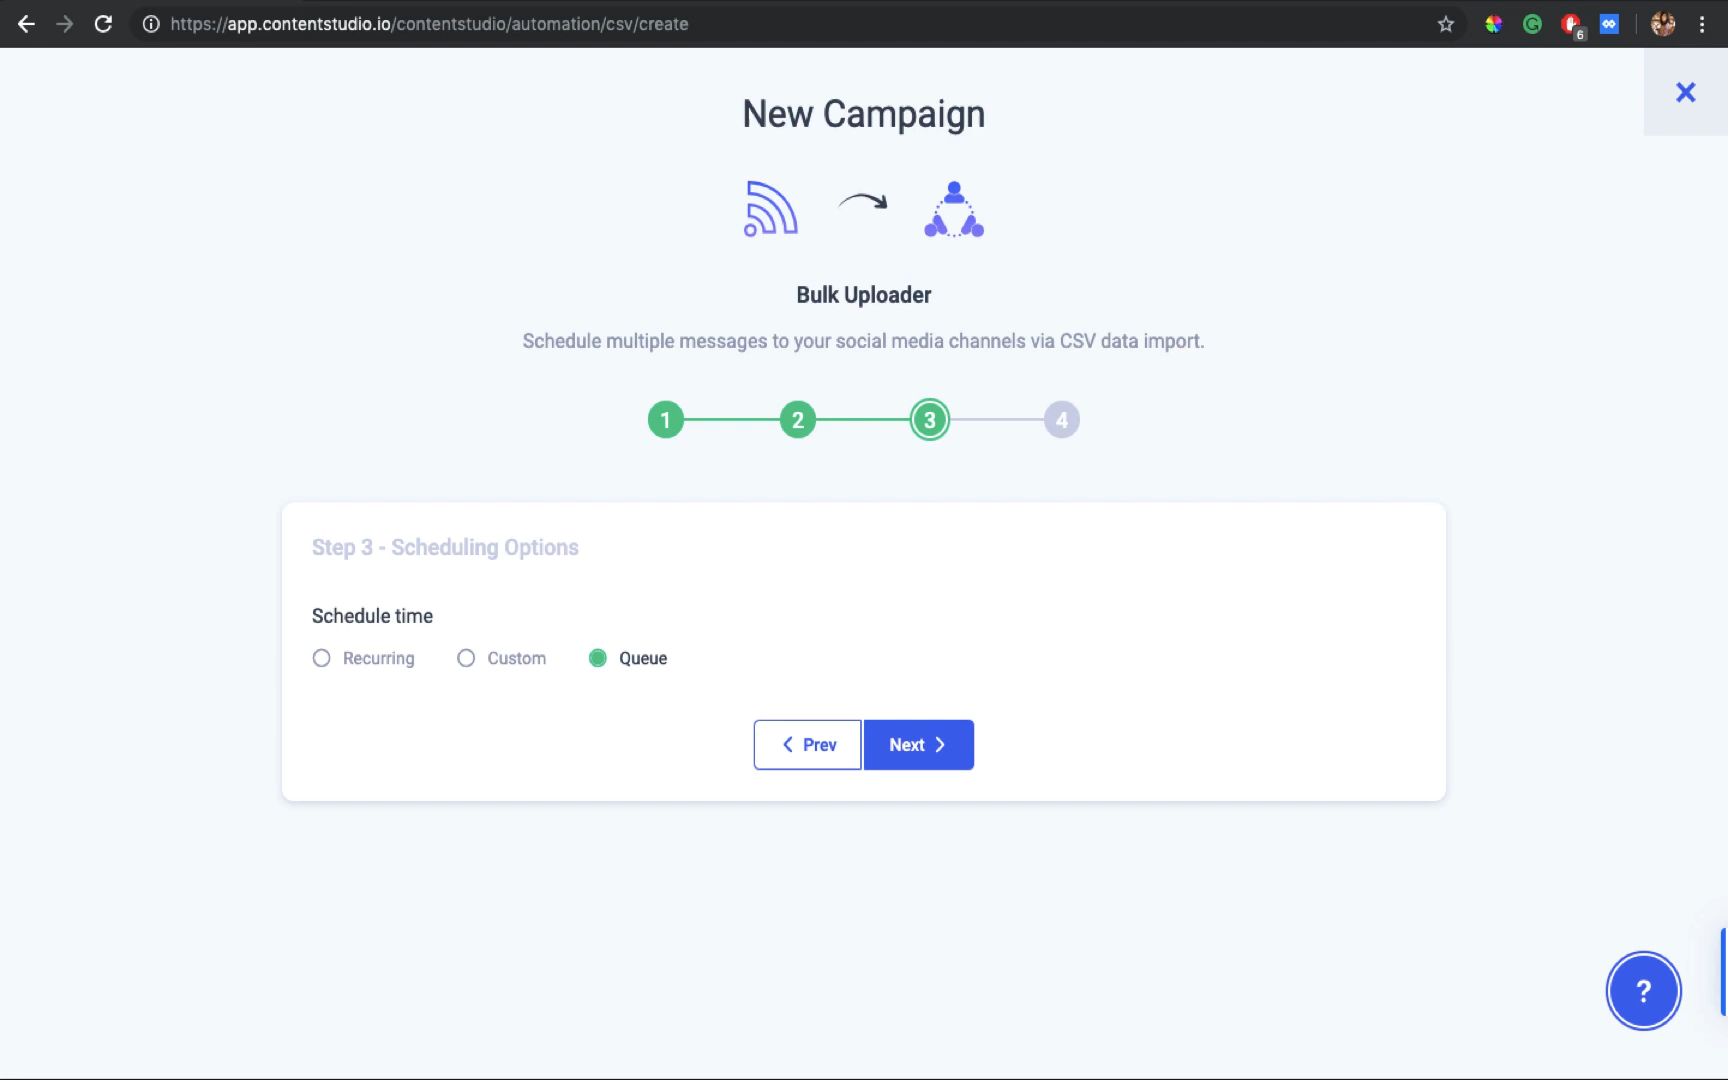 https://app.contentstudio.io/contentstudio/automation/csv/create
6
New Campaign
Bulk Uploader
Schedule multiple messages to your social media channels via CSV data import.
1 2 3 4
Step 3 - Scheduling Options
Schedule time
Recurring Custom Queue
Prev Next
?